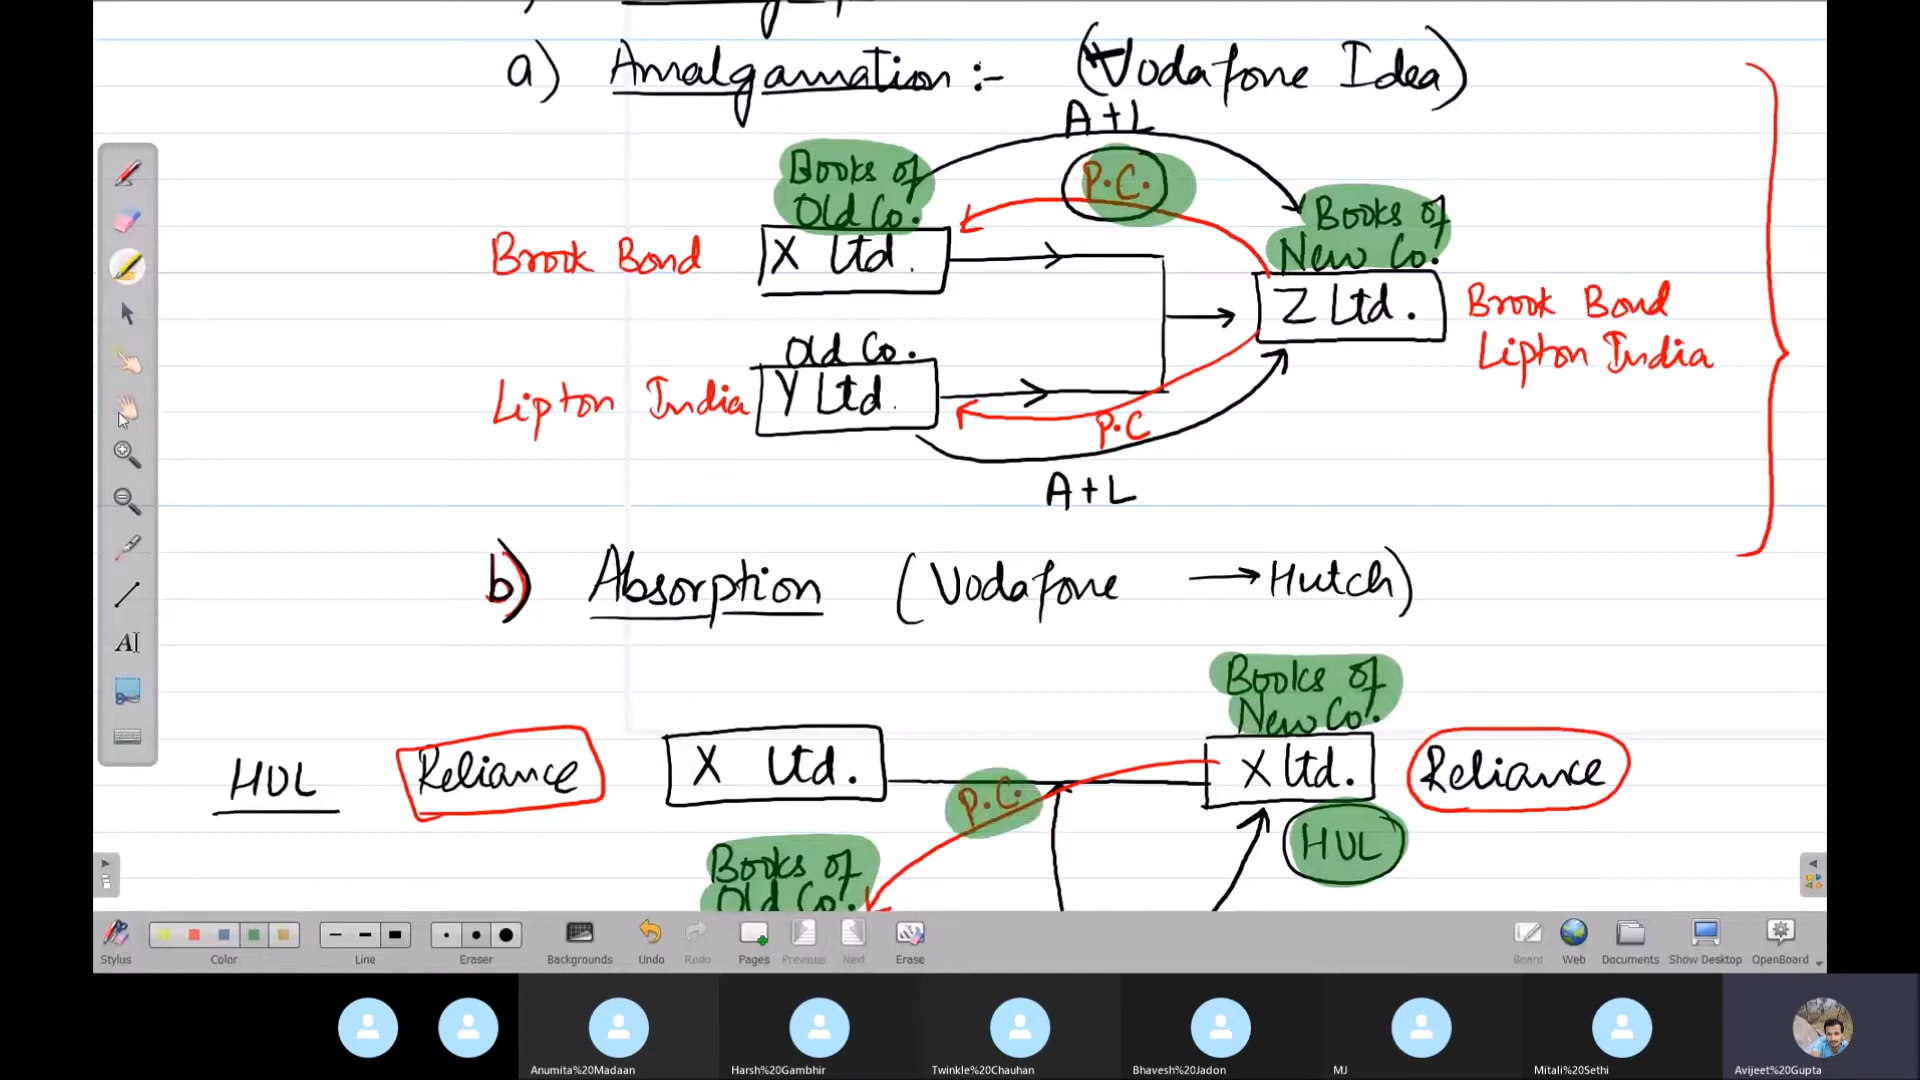 a) Amalgamation :- (Vodafone Idea)
A + L
Books of
Old Co.
P.C.
Books of
New Co.
Brook Bond
X Ltd.
Z Ltd.
Brook Bond
Lipton India
Old Co.
Lipton India
Y Ltd.
P.C
A + L
b) Absorption (Vodafone → Hutch)
Books of
New Co.
HUL
Reliance
X Ltd.
X Ltd.
Reliance
P.C.
HUL
Books of
Old Co.
Stylus
Color
Line
Eraser
Backgrounds
Undo
Redo
Pages
Previous
Next
Erase
Board
Web
Documents
Show Desktop
OpenBoard
Anumita%20Madaan
Harsh%20Gambhir
Twinkle%20Chauhan
Bhavesh%20Jadon
MJ
Mitali%20Sethi
Avijeet%20Gupta